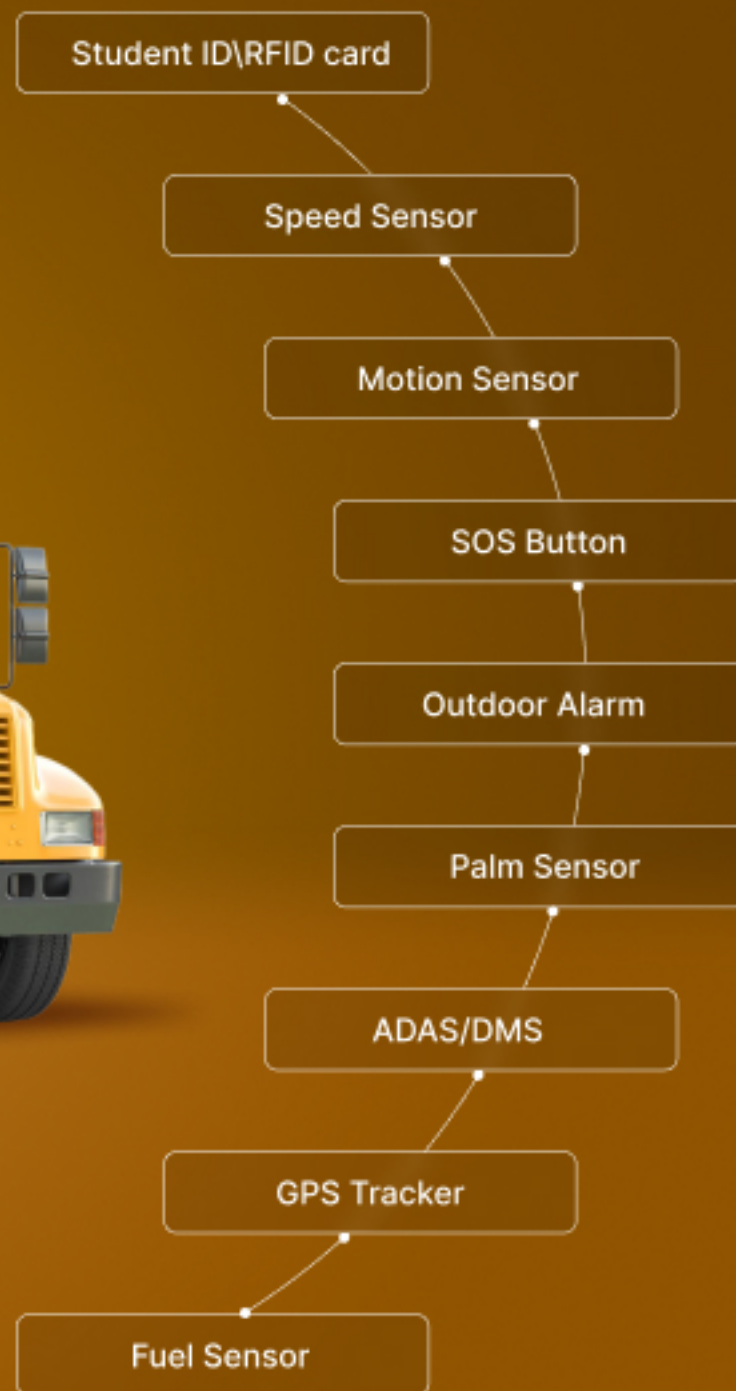 Student ID\RFID card
Speed Sensor
Motion Sensor
SOS Button
Outdoor Alarm
Palm Sensor
ADAS/DMS
GPS Tracker
Fuel Sensor